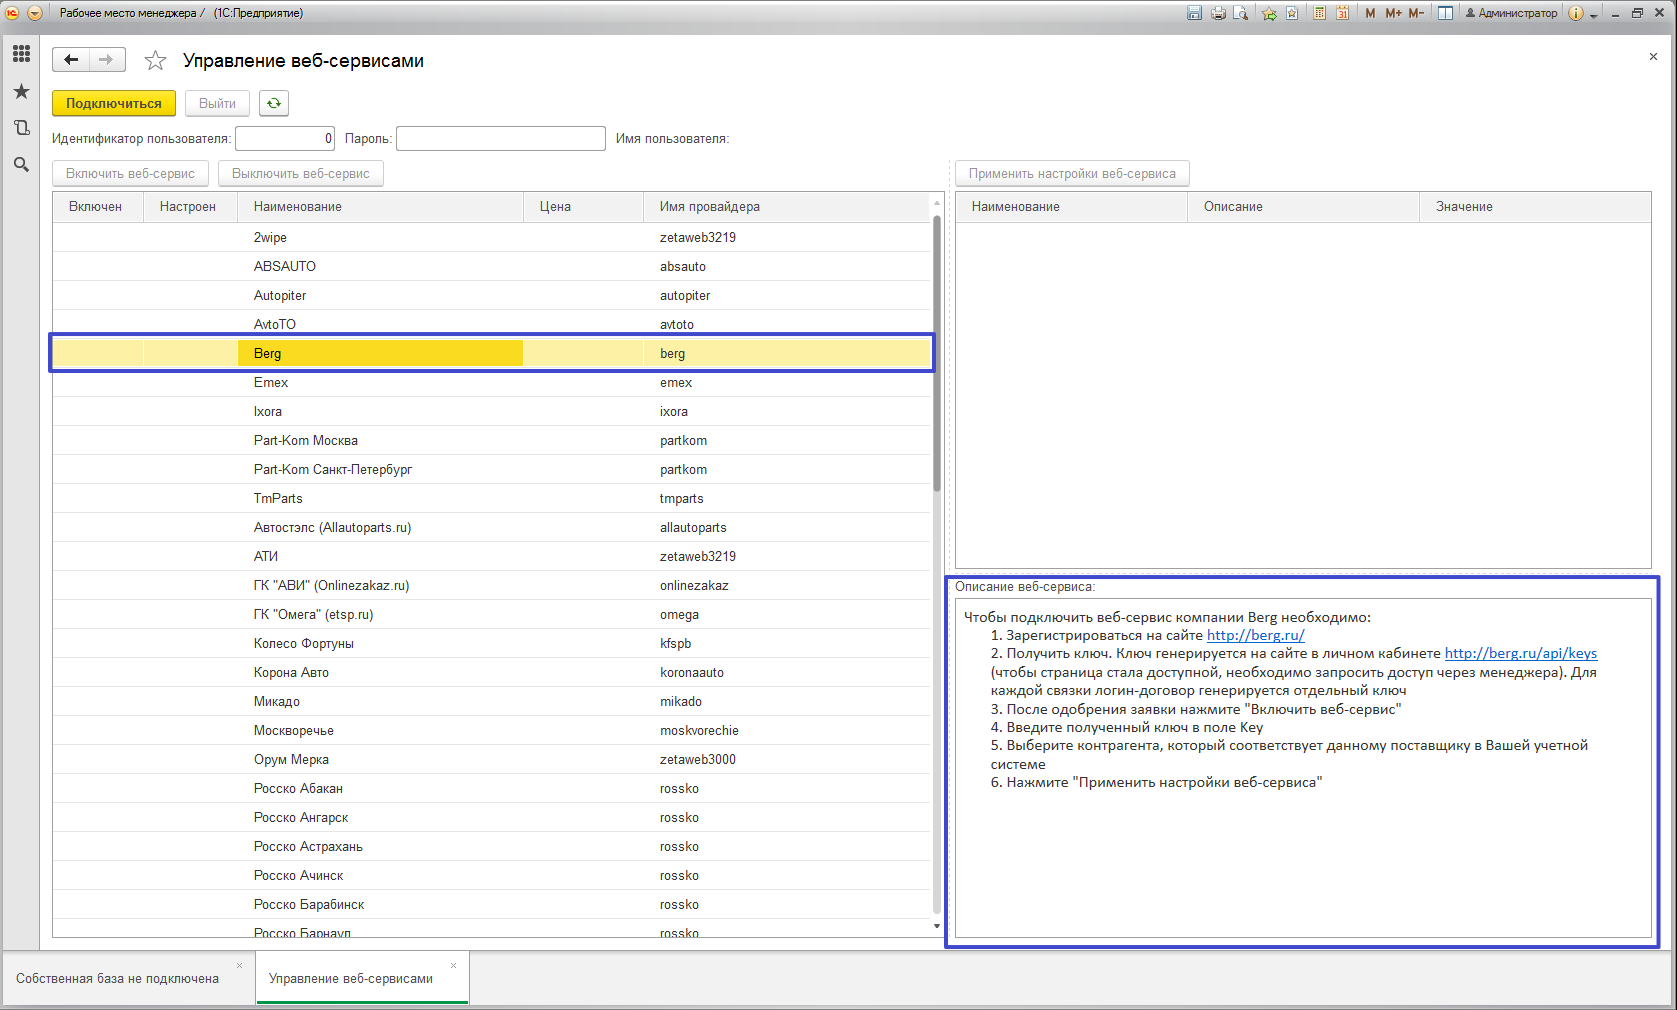 Рабочее место менеджера / (1С:Предприятие)
M M+ M- Администратор
Управление веб-сервисами
Подключиться Выйти
Идентификатор пользователя: 0 Пароль: Имя пользователя:
Включить веб-сервис Выключить веб-сервис
Включен Настроен Наименование Цена Имя провайдера
2wipe zetaweb3219
ABSAUTO absauto
Autopiter autopiter
AvtoTO avtoto
Berg berg
Emex emex
Ixora ixora
Part-Kom Москва partkom
Part-Kom Санкт-Петербург partkom
TmParts tmparts
Автостэлс (Allautoparts.ru) allautoparts
АТИ zetaweb3219
ГК "АВИ" (Onlinezakaz.ru) onlinezakaz
ГК "Омега" (etsp.ru) omega
Колесо Фортуны kfspb
Корона Авто koronaauto
Микадо mikado
Москворечье moskvorechie
Орум Мерка zetaweb3000
Росско Абакан rossko
Росско Ангарск rossko
Росско Астрахань rossko
Росско Ачинск rossko
Росско Барабинск rossko
Росско Барнаул rossko
Применить настройки веб-сервиса
Наименование Описание Значение
Описание веб-сервиса:
Чтобы подключить веб-сервис компании Berg необходимо:
1. Зарегистрироваться на сайте http://berg.ru/
2. Получить ключ. Ключ генерируется на сайте в личном кабинете http://berg.ru/api/keys
(чтобы страница стала доступной, необходимо запросить доступ через менеджера). Для
каждой связки логин-договор генерируется отдельный ключ
3. После одобрения заявки нажмите "Включить веб-сервис"
4. Введите полученный ключ в поле Key
5. Выберите контрагента, который соответствует данному поставщику в Вашей учетной
системе
6. Нажмите "Применить настройки веб-сервиса"
Собственная база не подключена Управление веб-сервисами